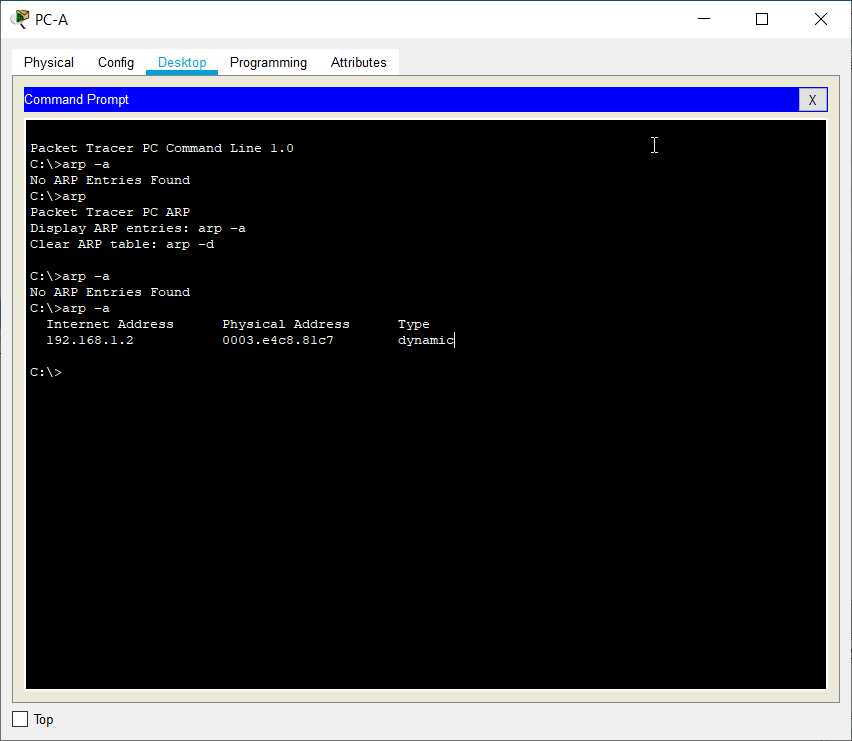 PC-A
Physical Config Desktop Programming Attributes
Command Prompt X
Packet Tracer PC Command Line 1.0
C:\>arp -a
No ARP Entries Found
C:\>arp
Packet Tracer PC ARP
Display ARP entries: arp -a
Clear ARP table: arp -d
C:\>arp -a
No ARP Entries Found
C:\>arp -a
Internet Address Physical Address Type
192.168.1.2 0003.e4c8.81c7 dynamic
C:\>
Top